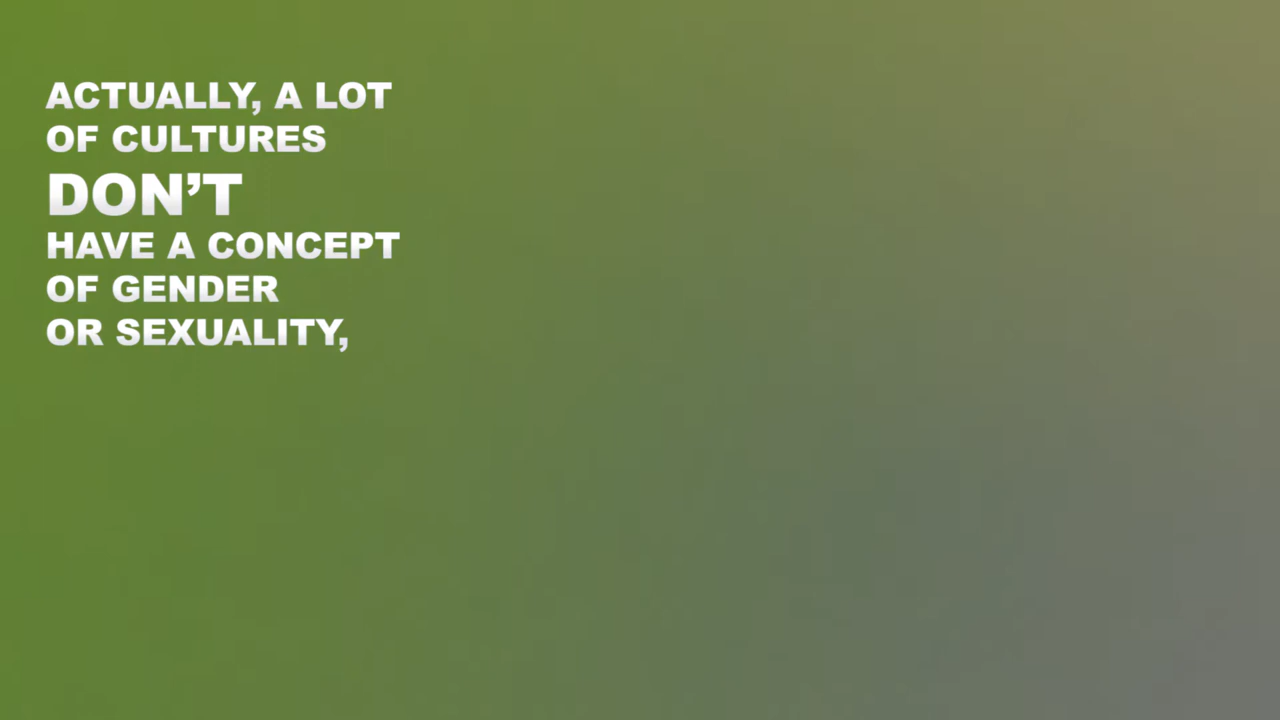 ACTUALLY, A LOT
OF CULTURES
DON’T
HAVE A CONCEPT
OF GENDER
OR SEXUALITY,